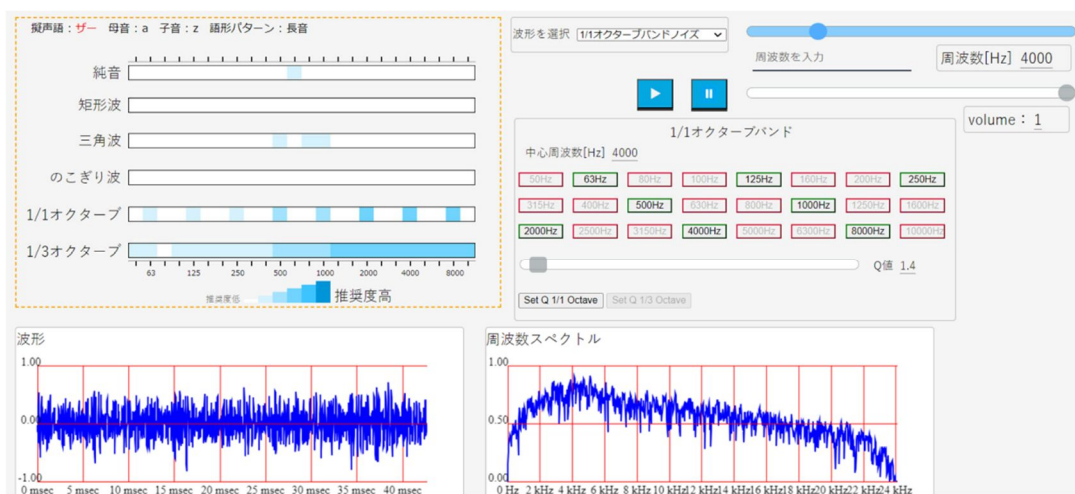 擬声語：ザー 母音：a 子音：z 語形パターン：長音
純音
矩形波
三角波
のこぎり波
1/1オクターブ
1/3オクターブ
63 125 250 500 1000 2000 4000 8000
推奨度低 推奨度高
波形を選択 1/1オクターブバンドノイズ
周波数を入力
周波数[Hz] 4000
volume： 1
1/1オクターブバンド
中心周波数[Hz] 4000
50Hz 63Hz 80Hz 100Hz 125Hz 160Hz 200Hz 250Hz
315Hz 400Hz 500Hz 630Hz 800Hz 1000Hz 1250Hz 1600Hz
2000Hz 2500Hz 3150Hz 4000Hz 5000Hz 6300Hz 8000Hz 10000Hz
Q値 1.4
Set Q 1/1 Octave Set Q 1/3 Octave
波形
1.00
0.00
-1.00
0 msec 5 msec 10 msec 15 msec 20 msec 25 msec 30 msec 35 msec 40 msec
周波数スペクトル
1.00
0.50
0.00
0 Hz 2 kHz 4 kHz 6 kHz 8 kHz 10 kHz 12 kHz 14 kHz 16 kHz 18 kHz 20 kHz 22 kHz 24 kHz